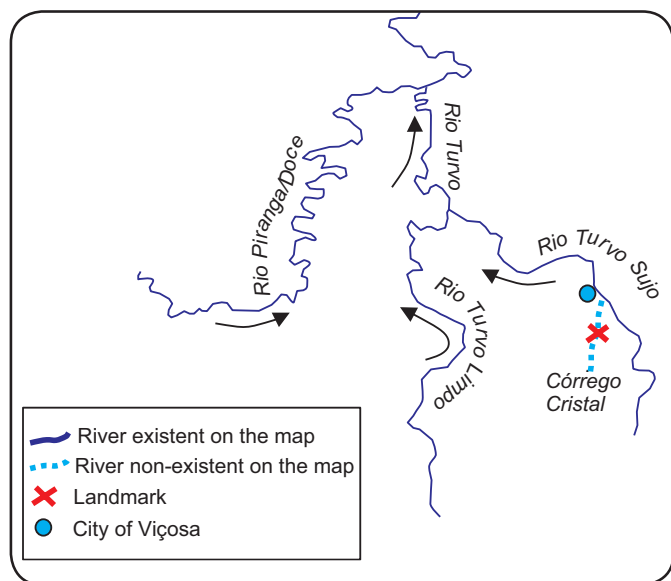 Rio Piranga/Doce
Rio Turvo
Rio Turvo Sujo
Rio Turvo Limpo
Córrego
Cristal
River existent on the map
River non-existent on the map
Landmark
City of Viçosa